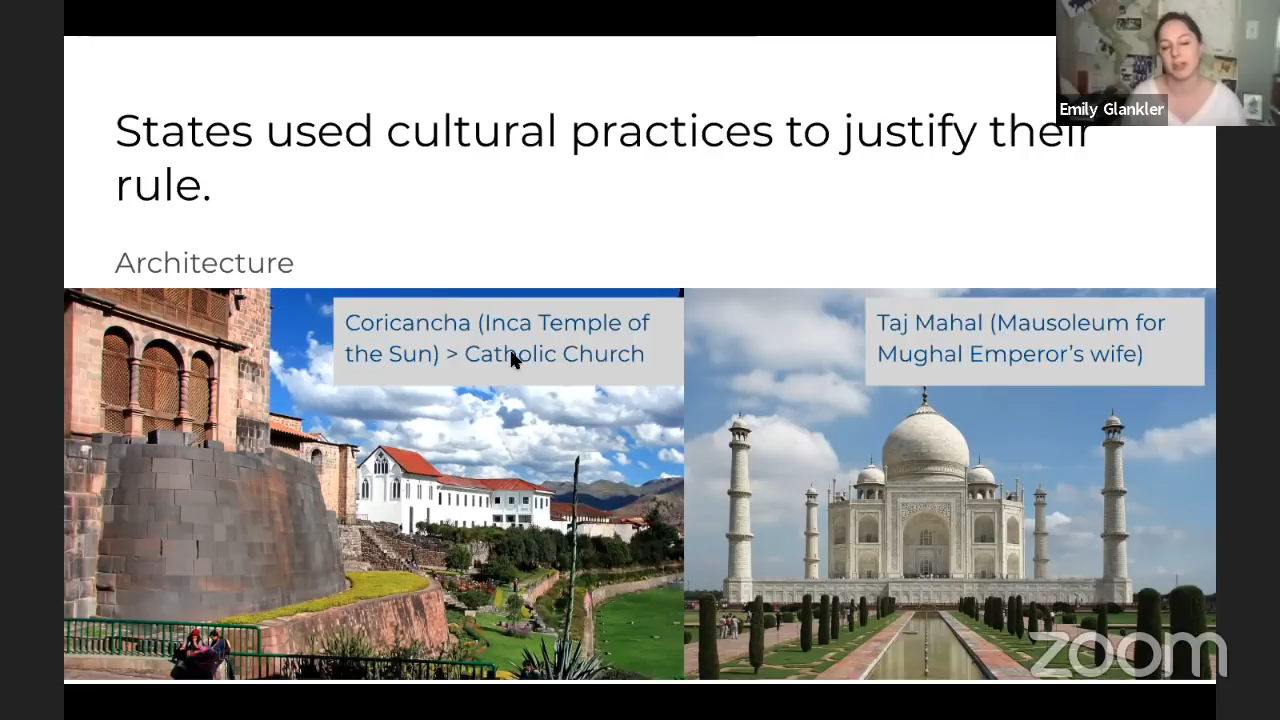 Emily Glankler
States used cultural practices to justify their
rule.
Architecture
Coricancha (Inca Temple of
the Sun) > Catholic Church
Taj Mahal (Mausoleum for
Mughal Emperor's wife)
zoom